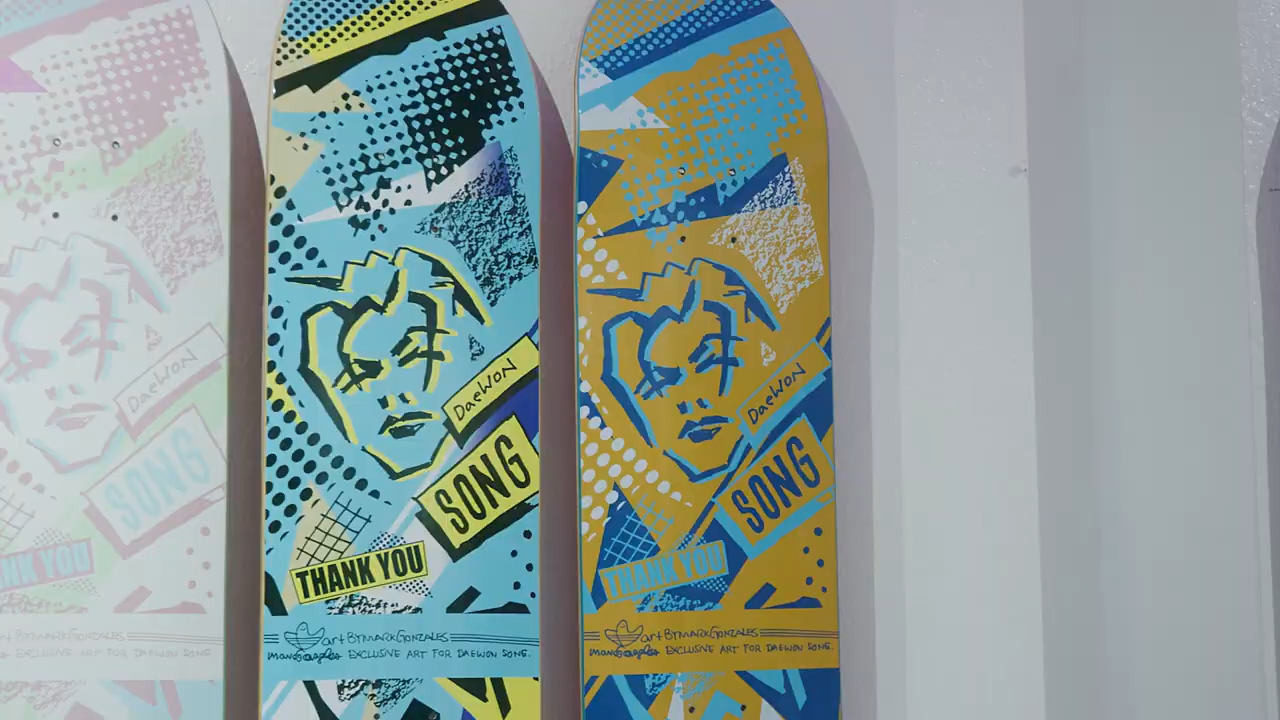 DaeWON
SONG
NK YOU
art BY MARK GONZALES
EXCLUSIVE ART FOR DAEWON SONG.
DaeWON
SONG
THANK YOU
art BY MARK GONZALES
EXCLUSIVE ART FOR DAEWON SONG.
DaeWON
SONG
THANK YOU
art BY MARK GONZALES
EXCLUSIVE ART FOR DAEWON SONG.